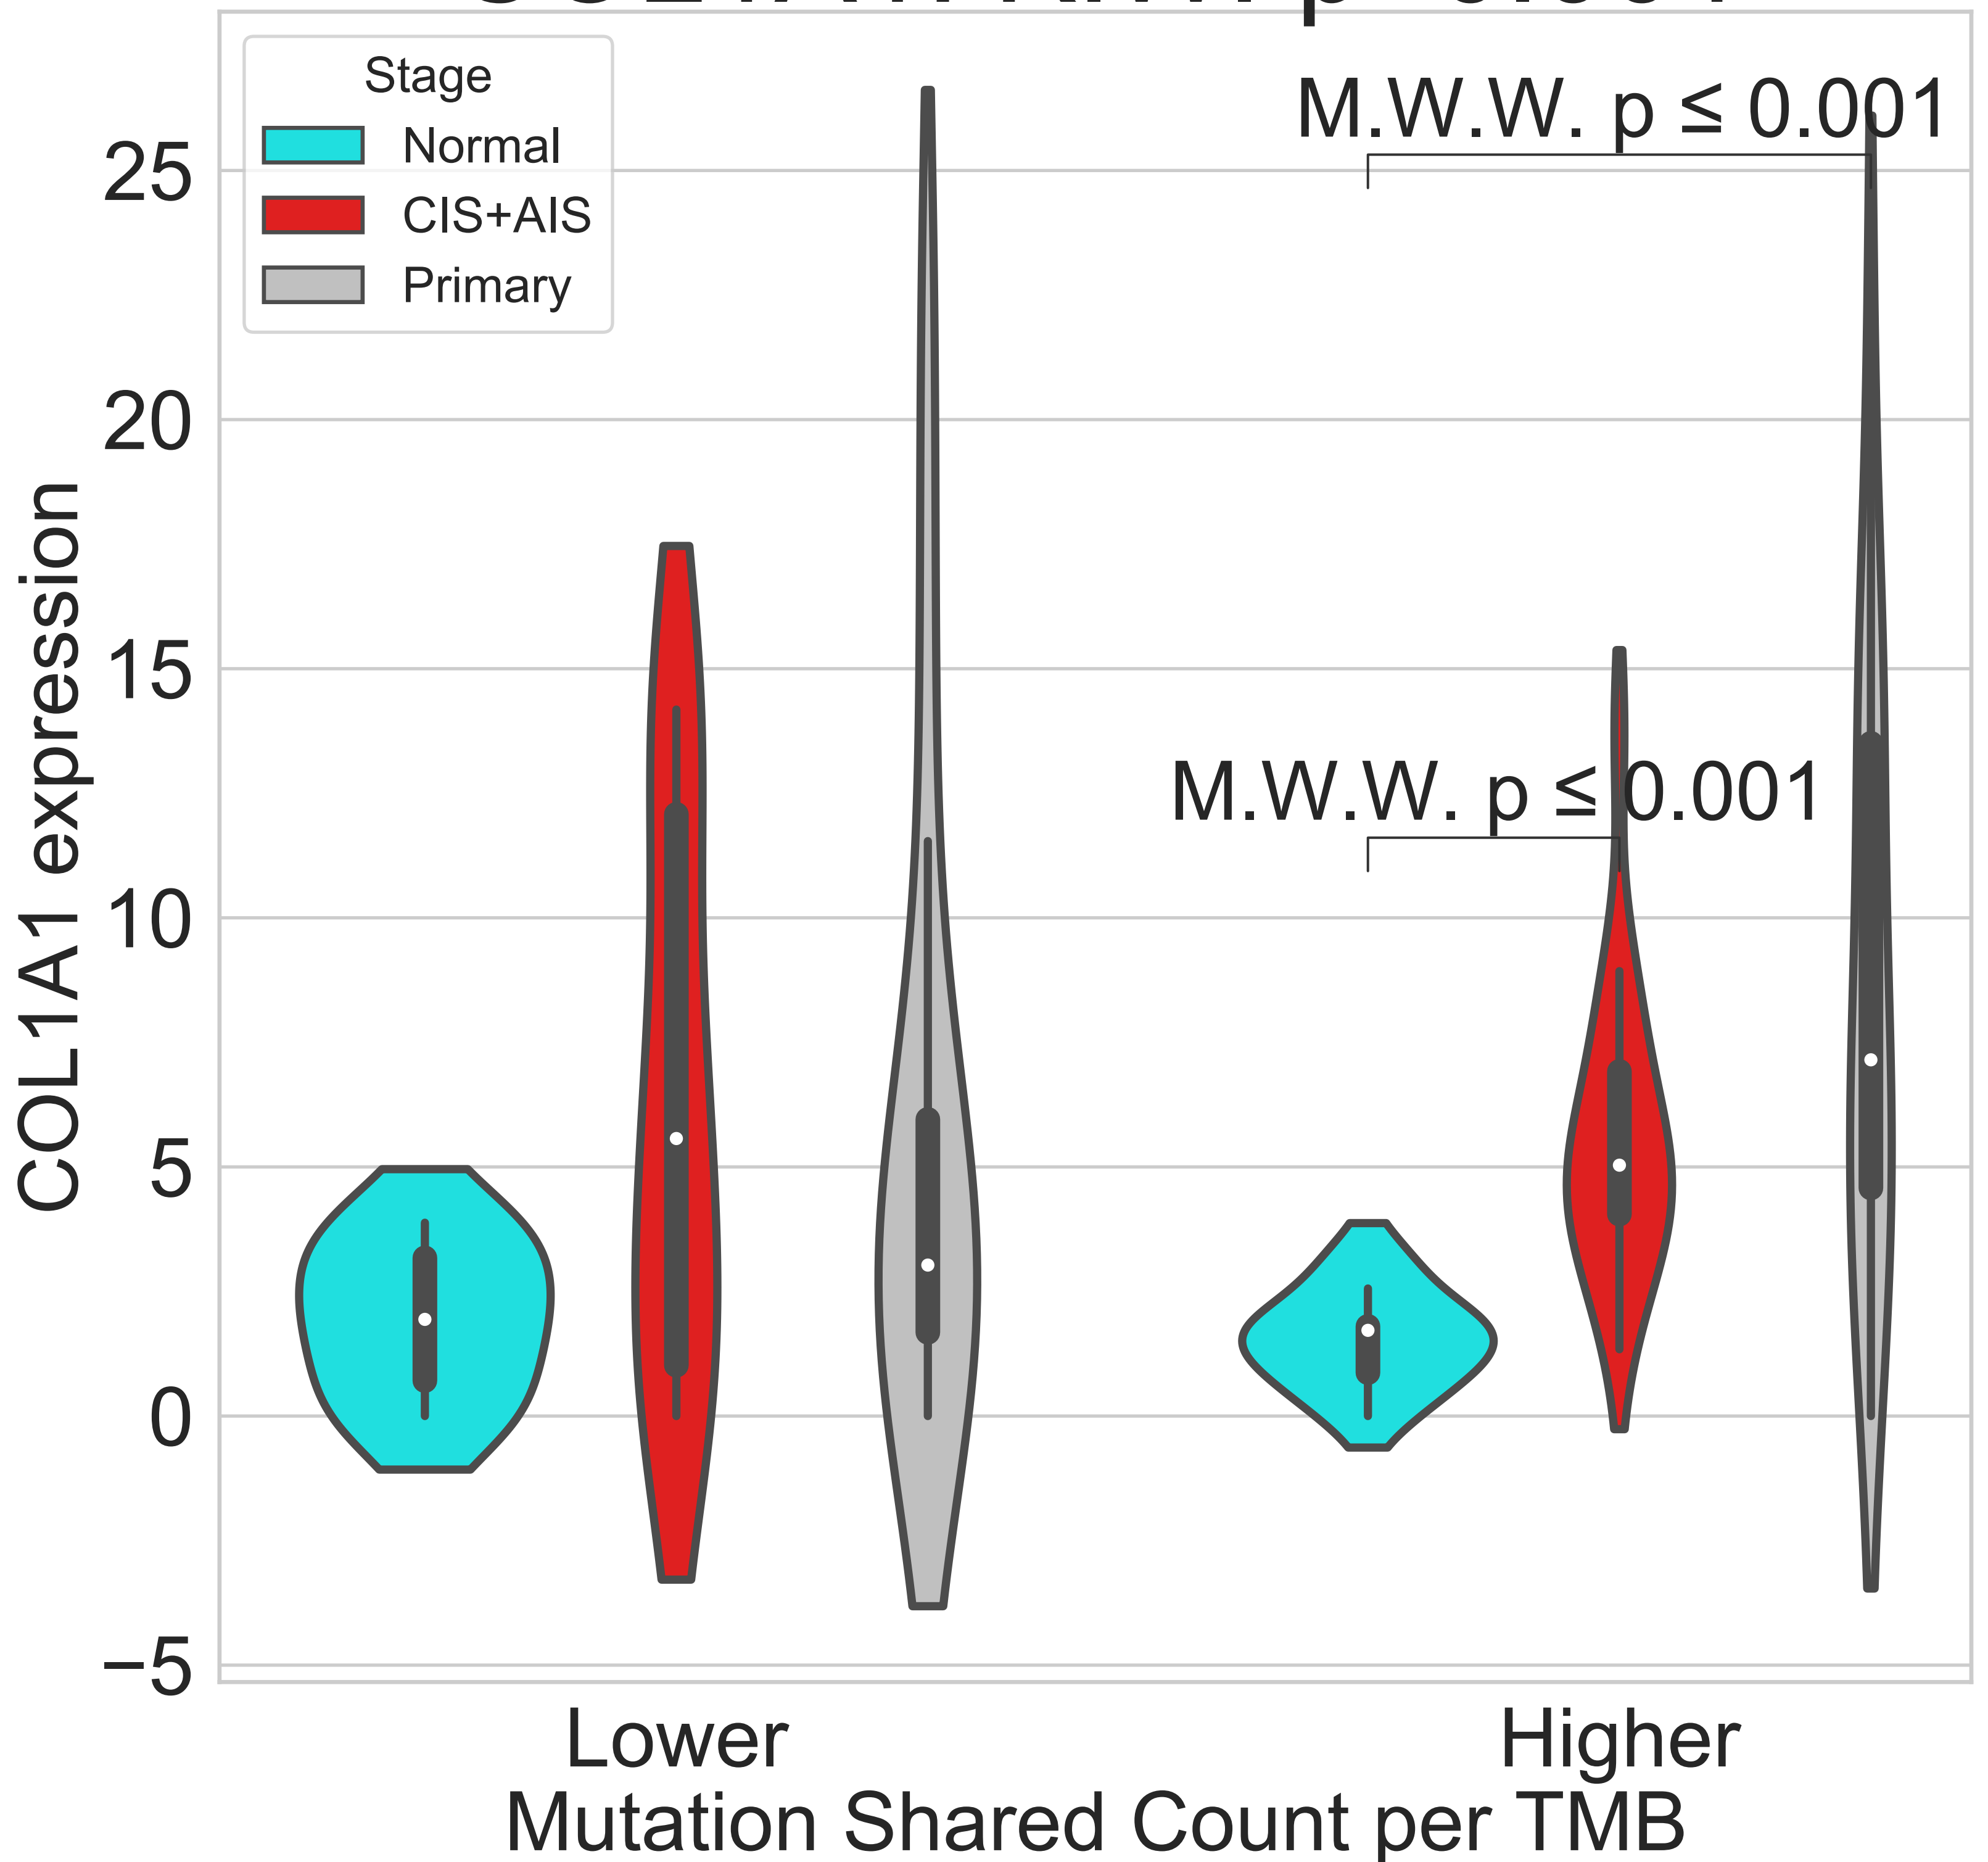 Stage
Normal
CIS+AIS
Primary
M.W.W. p ≤ 0.001
M.W.W. p ≤ 0.001
COL1A1 expression
25
20
15
10
5
0
−5
Lower
Higher
Mutation Shared Count per TMB